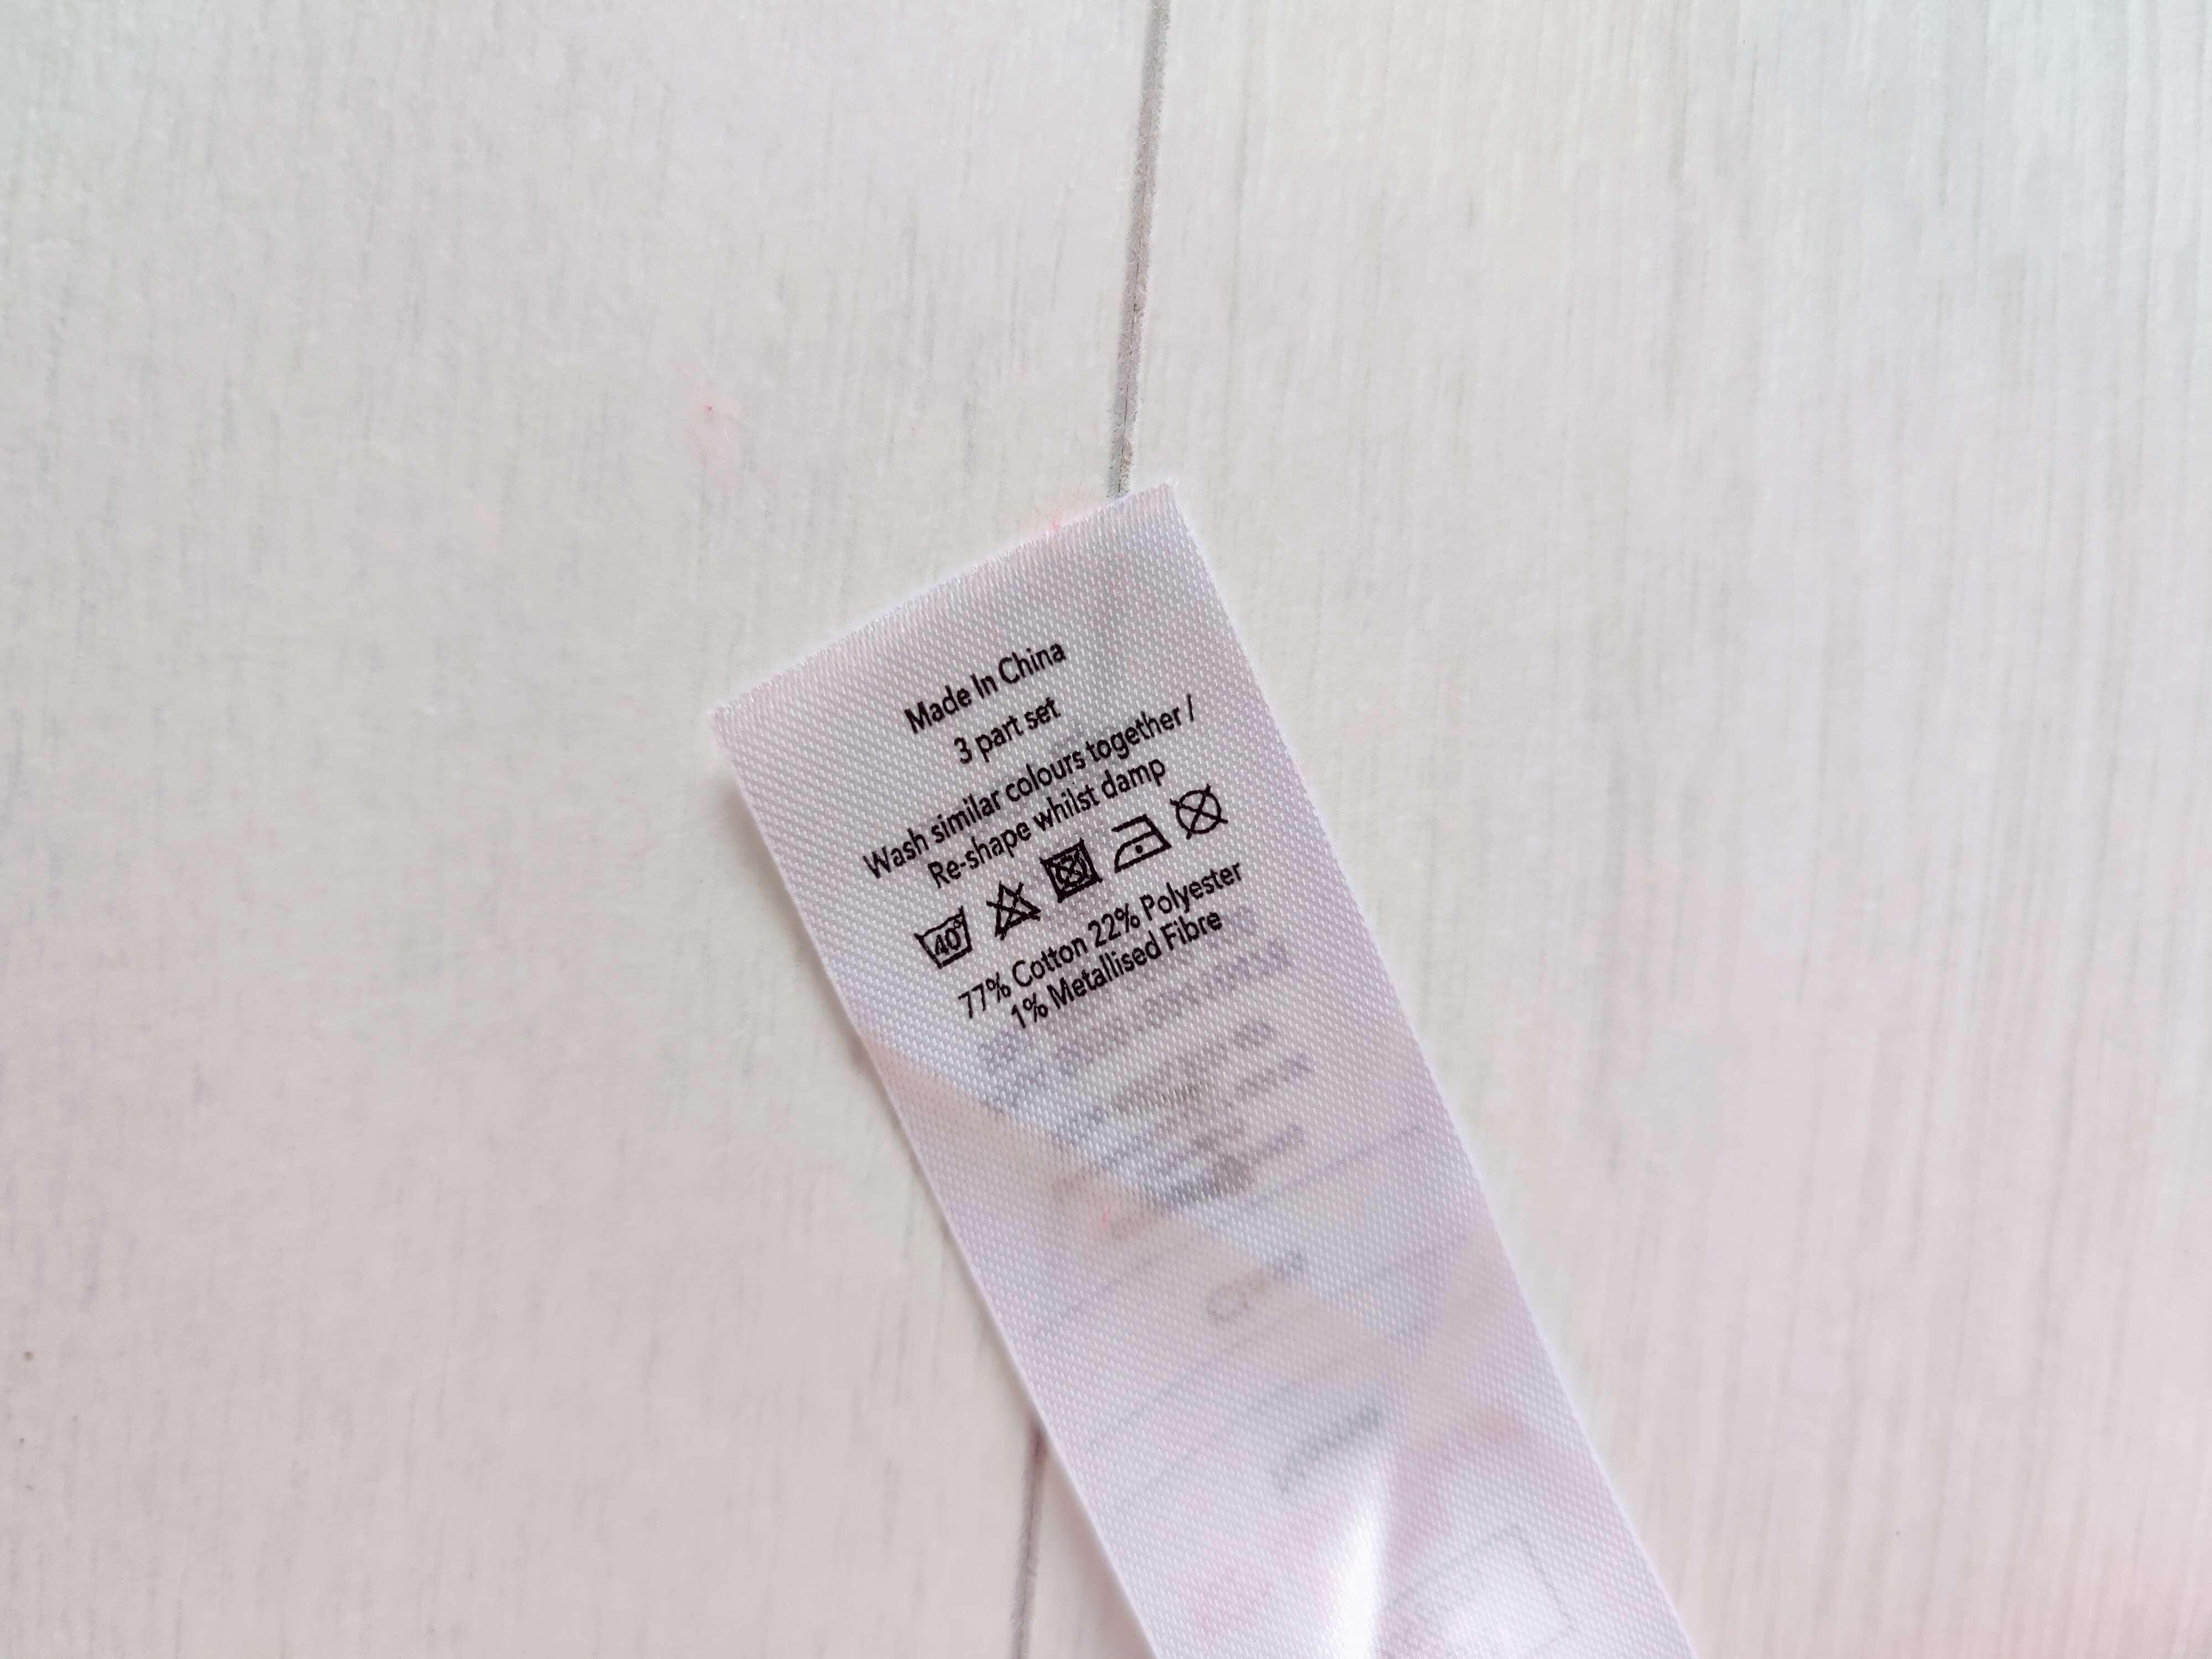 Made In China
3 part set
Wash similar colours together /
Re-shape whilst damp
40°
77% Cotton 22% Polyester
1% Metallised Fibre